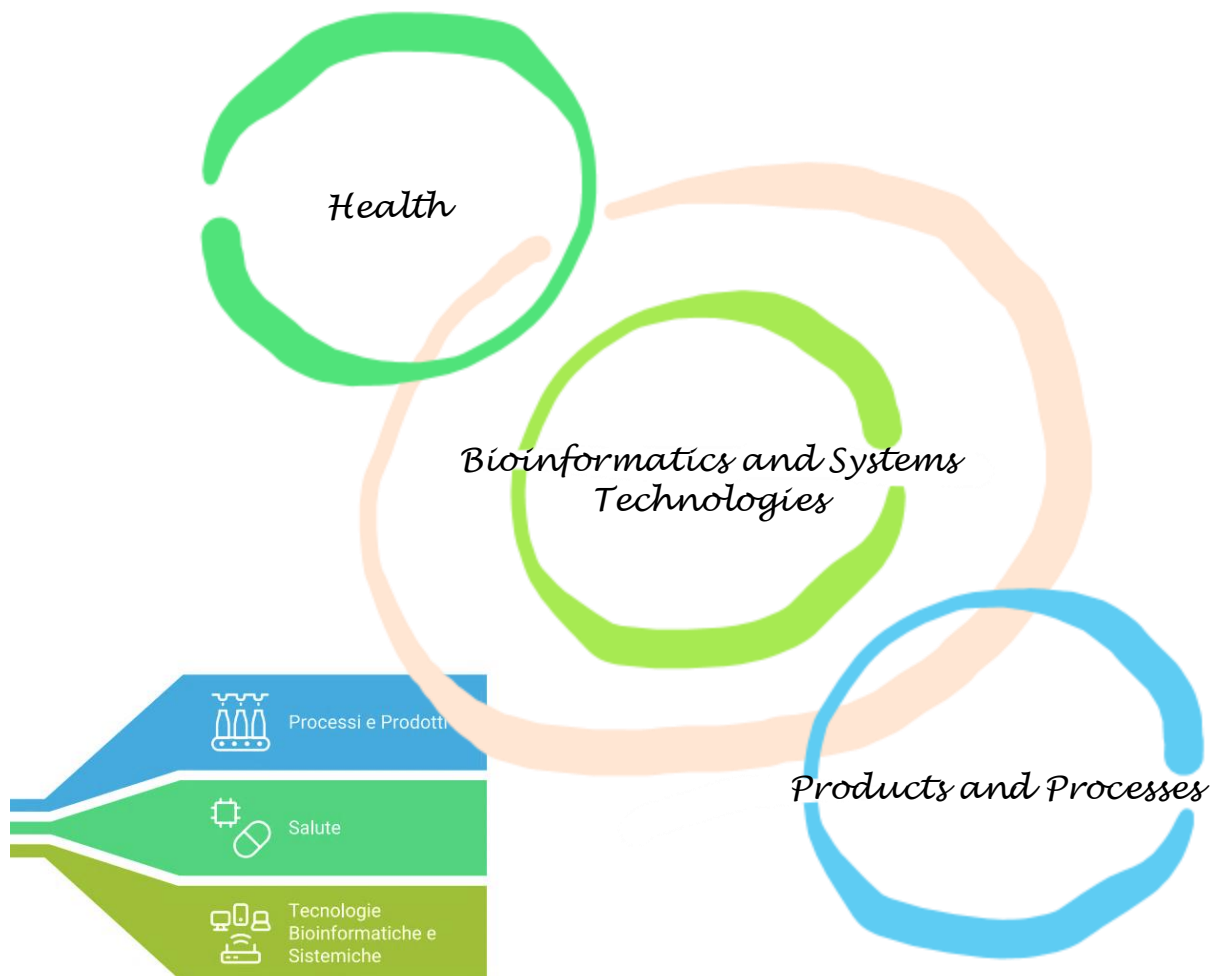 Health
Bioinformatics and Systems
Technologies
Processi e Prodotti
Products and Processes
Salute
Tecnologie
Bioinformatiche e
Sistemiche